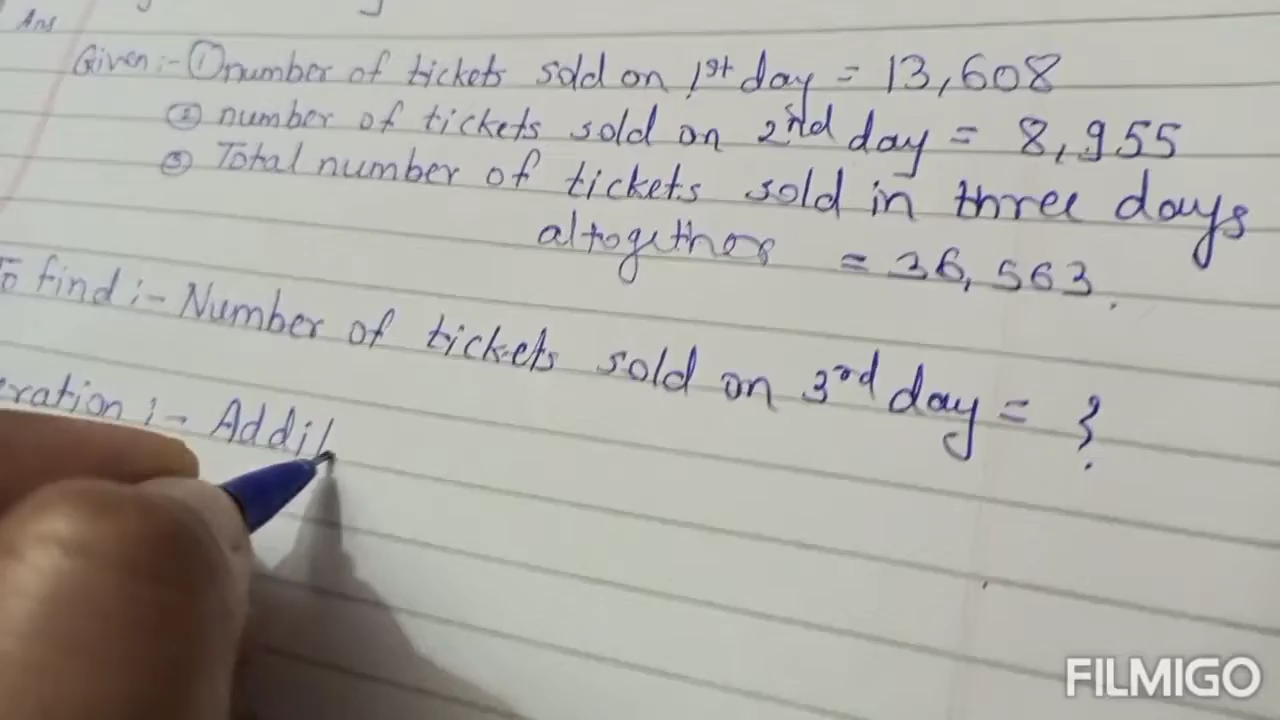 Ans
Given :- ① number of tickets sold on 1st day = 13,608
② number of tickets sold on 2nd day = 8,955
③ Total number of tickets sold in three days
altogether = 36,563.
To find :- Number of tickets sold on 3rd day = ?
eration :- Addit
FILMIGO